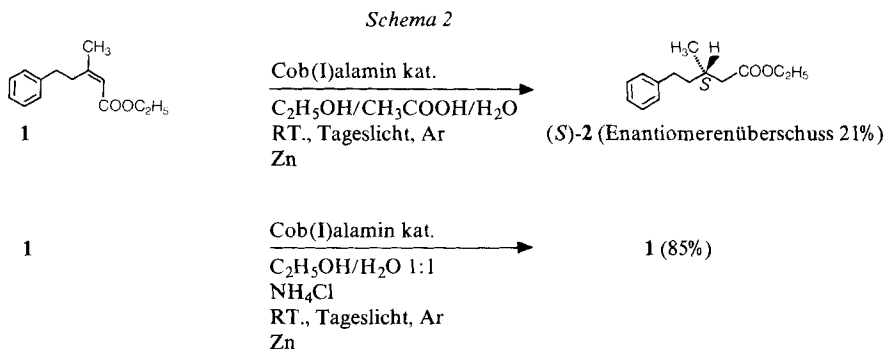 Schema 2
CH₃
COOC₂H₅
1
Cob(I)alamin kat.
C₂H₅OH/CH₃COOH/H₂O
RT., Tageslicht, Ar
Zn
H₃C H
S
COOC₂H₅
(S)-2 (Enantiomerenüberschuss 21%)
1
Cob(I)alamin kat.
C₂H₅OH/H₂O 1:1
NH₄Cl
RT., Tageslicht, Ar
Zn
1 (85%)